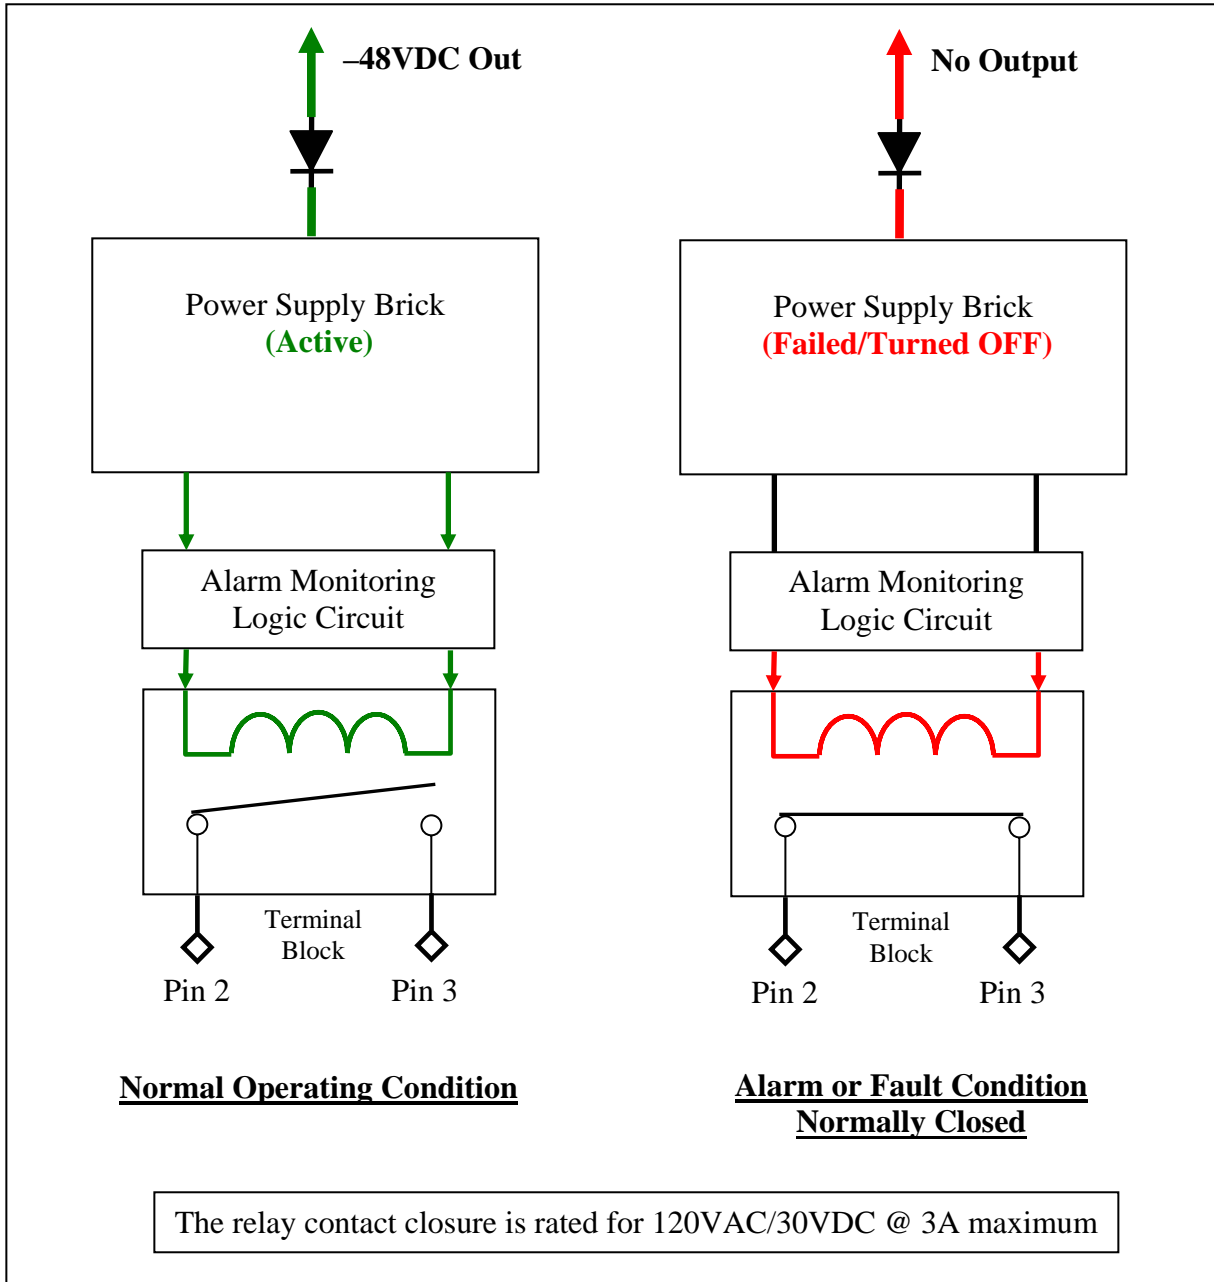 –48VDC Out
Power Supply Brick
(Active)
Alarm Monitoring
Logic Circuit
Terminal
Block
Pin 2
Pin 3
Normal Operating Condition
No Output
Power Supply Brick
(Failed/Turned OFF)
Alarm Monitoring
Logic Circuit
Terminal
Block
Pin 2
Pin 3
Alarm or Fault Condition
Normally Closed
The relay contact closure is rated for 120VAC/30VDC @ 3A maximum